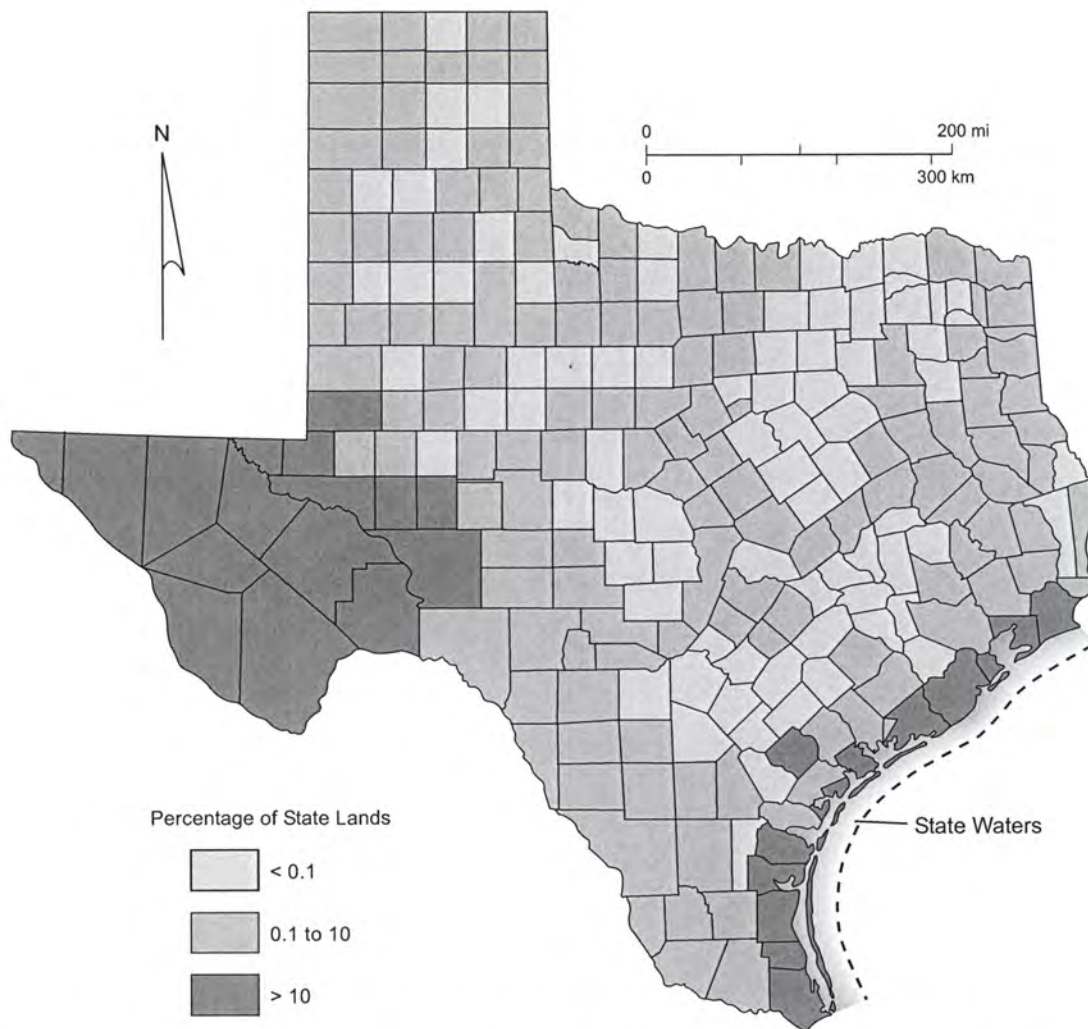 N
0 200 mi
0 300 km
Percentage of State Lands
< 0.1
0.1 to 10
> 10
State Waters